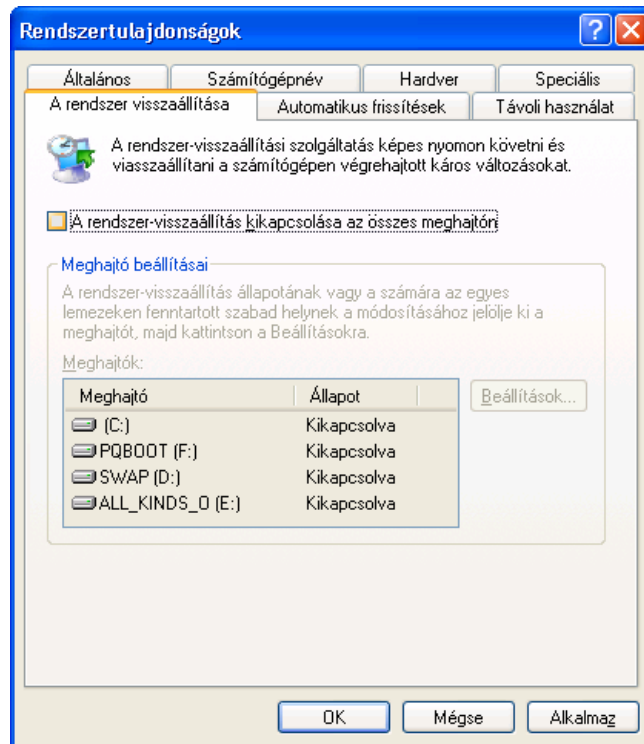 Rendszertulajdonságok
Általános
Számítógépnév
Hardver
Speciális
A rendszer visszaállítása
Automatikus frissítések
Távoli használat
A rendszer-visszaállítási szolgáltatás képes nyomon követni és
viasszaállítani a számítógépen végrehajtott káros változásokat.
A rendszer-visszaállítás kikapcsolása az összes meghajtón
Meghajtó beállításai
A rendszer-visszaállítás állapotának vagy a számára az egyes
lemezeken fenntartott szabad helynek a módosításához jelölje ki a
meghajtót, majd kattintson a Beállításokra.
Meghajtók:
Meghajtó Állapot
(C:) Kikapcsolva
PQBOOT (F:) Kikapcsolva
SWAP (D:) Kikapcsolva
ALL_KINDS_O (E:) Kikapcsolva
Beállítások...
OK
Mégse
Alkalmaz